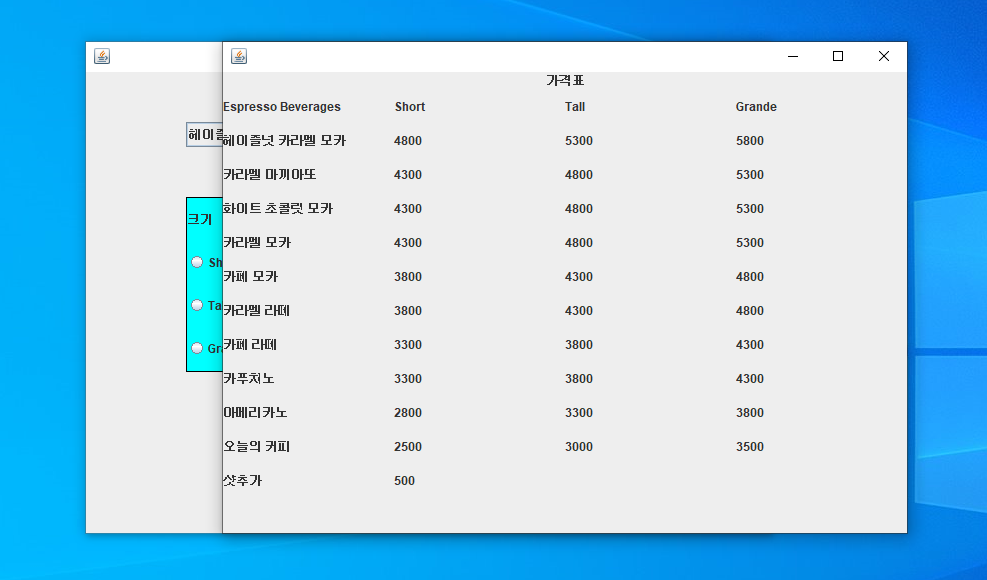 가격표
Espresso Beverages Short Tall Grande
헤이즐넛 카라멜 모카 4800 5300 5800
카라멜 마끼아또 4300 4800 5300
화이트 초콜릿 모카 4300 4800 5300
카라멜 모카 4300 4800 5300
카페 모카 3800 4300 4800
카라멜 라떼 3800 4300 4800
카페 라떼 3300 3800 4300
카푸치노 3300 3800 4300
아메리카노 2800 3300 3800
오늘의 커피 2500 3000 3500
샷추가 500
헤이즐
크기
Sh
Ta
Gra